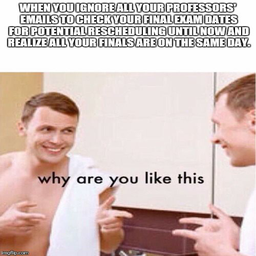 WHEN YOU IGNORE ALL YOUR PROFESSORS'
EMAILS TO CHECK YOUR FINAL EXAM DATES
FOR POTENTIAL RESCHEDULING UNTIL NOW AND
REALIZE ALL YOUR FINALS ARE ON THE SAME DAY.
why are you like this
imgflip.com